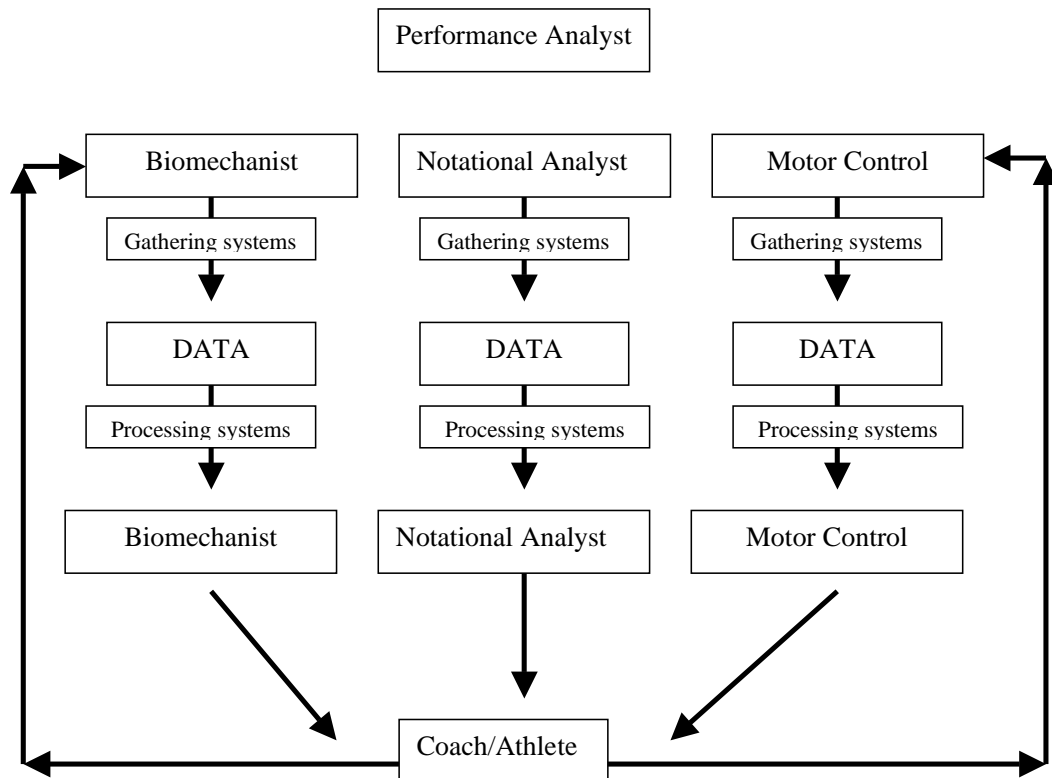 Performance Analyst
Biomechanist
Notational Analyst
Motor Control
Gathering systems
Gathering systems
Gathering systems
DATA
DATA
DATA
Processing systems
Processing systems
Processing systems
Biomechanist
Notational Analyst
Motor Control
Coach/Athlete